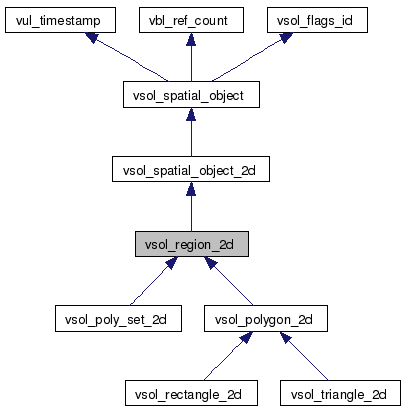 vul_timestamp
vbl_ref_count
vsol_flags_id
vsol_spatial_object
vsol_spatial_object_2d
vsol_region_2d
vsol_poly_set_2d
vsol_polygon_2d
vsol_rectangle_2d
vsol_triangle_2d